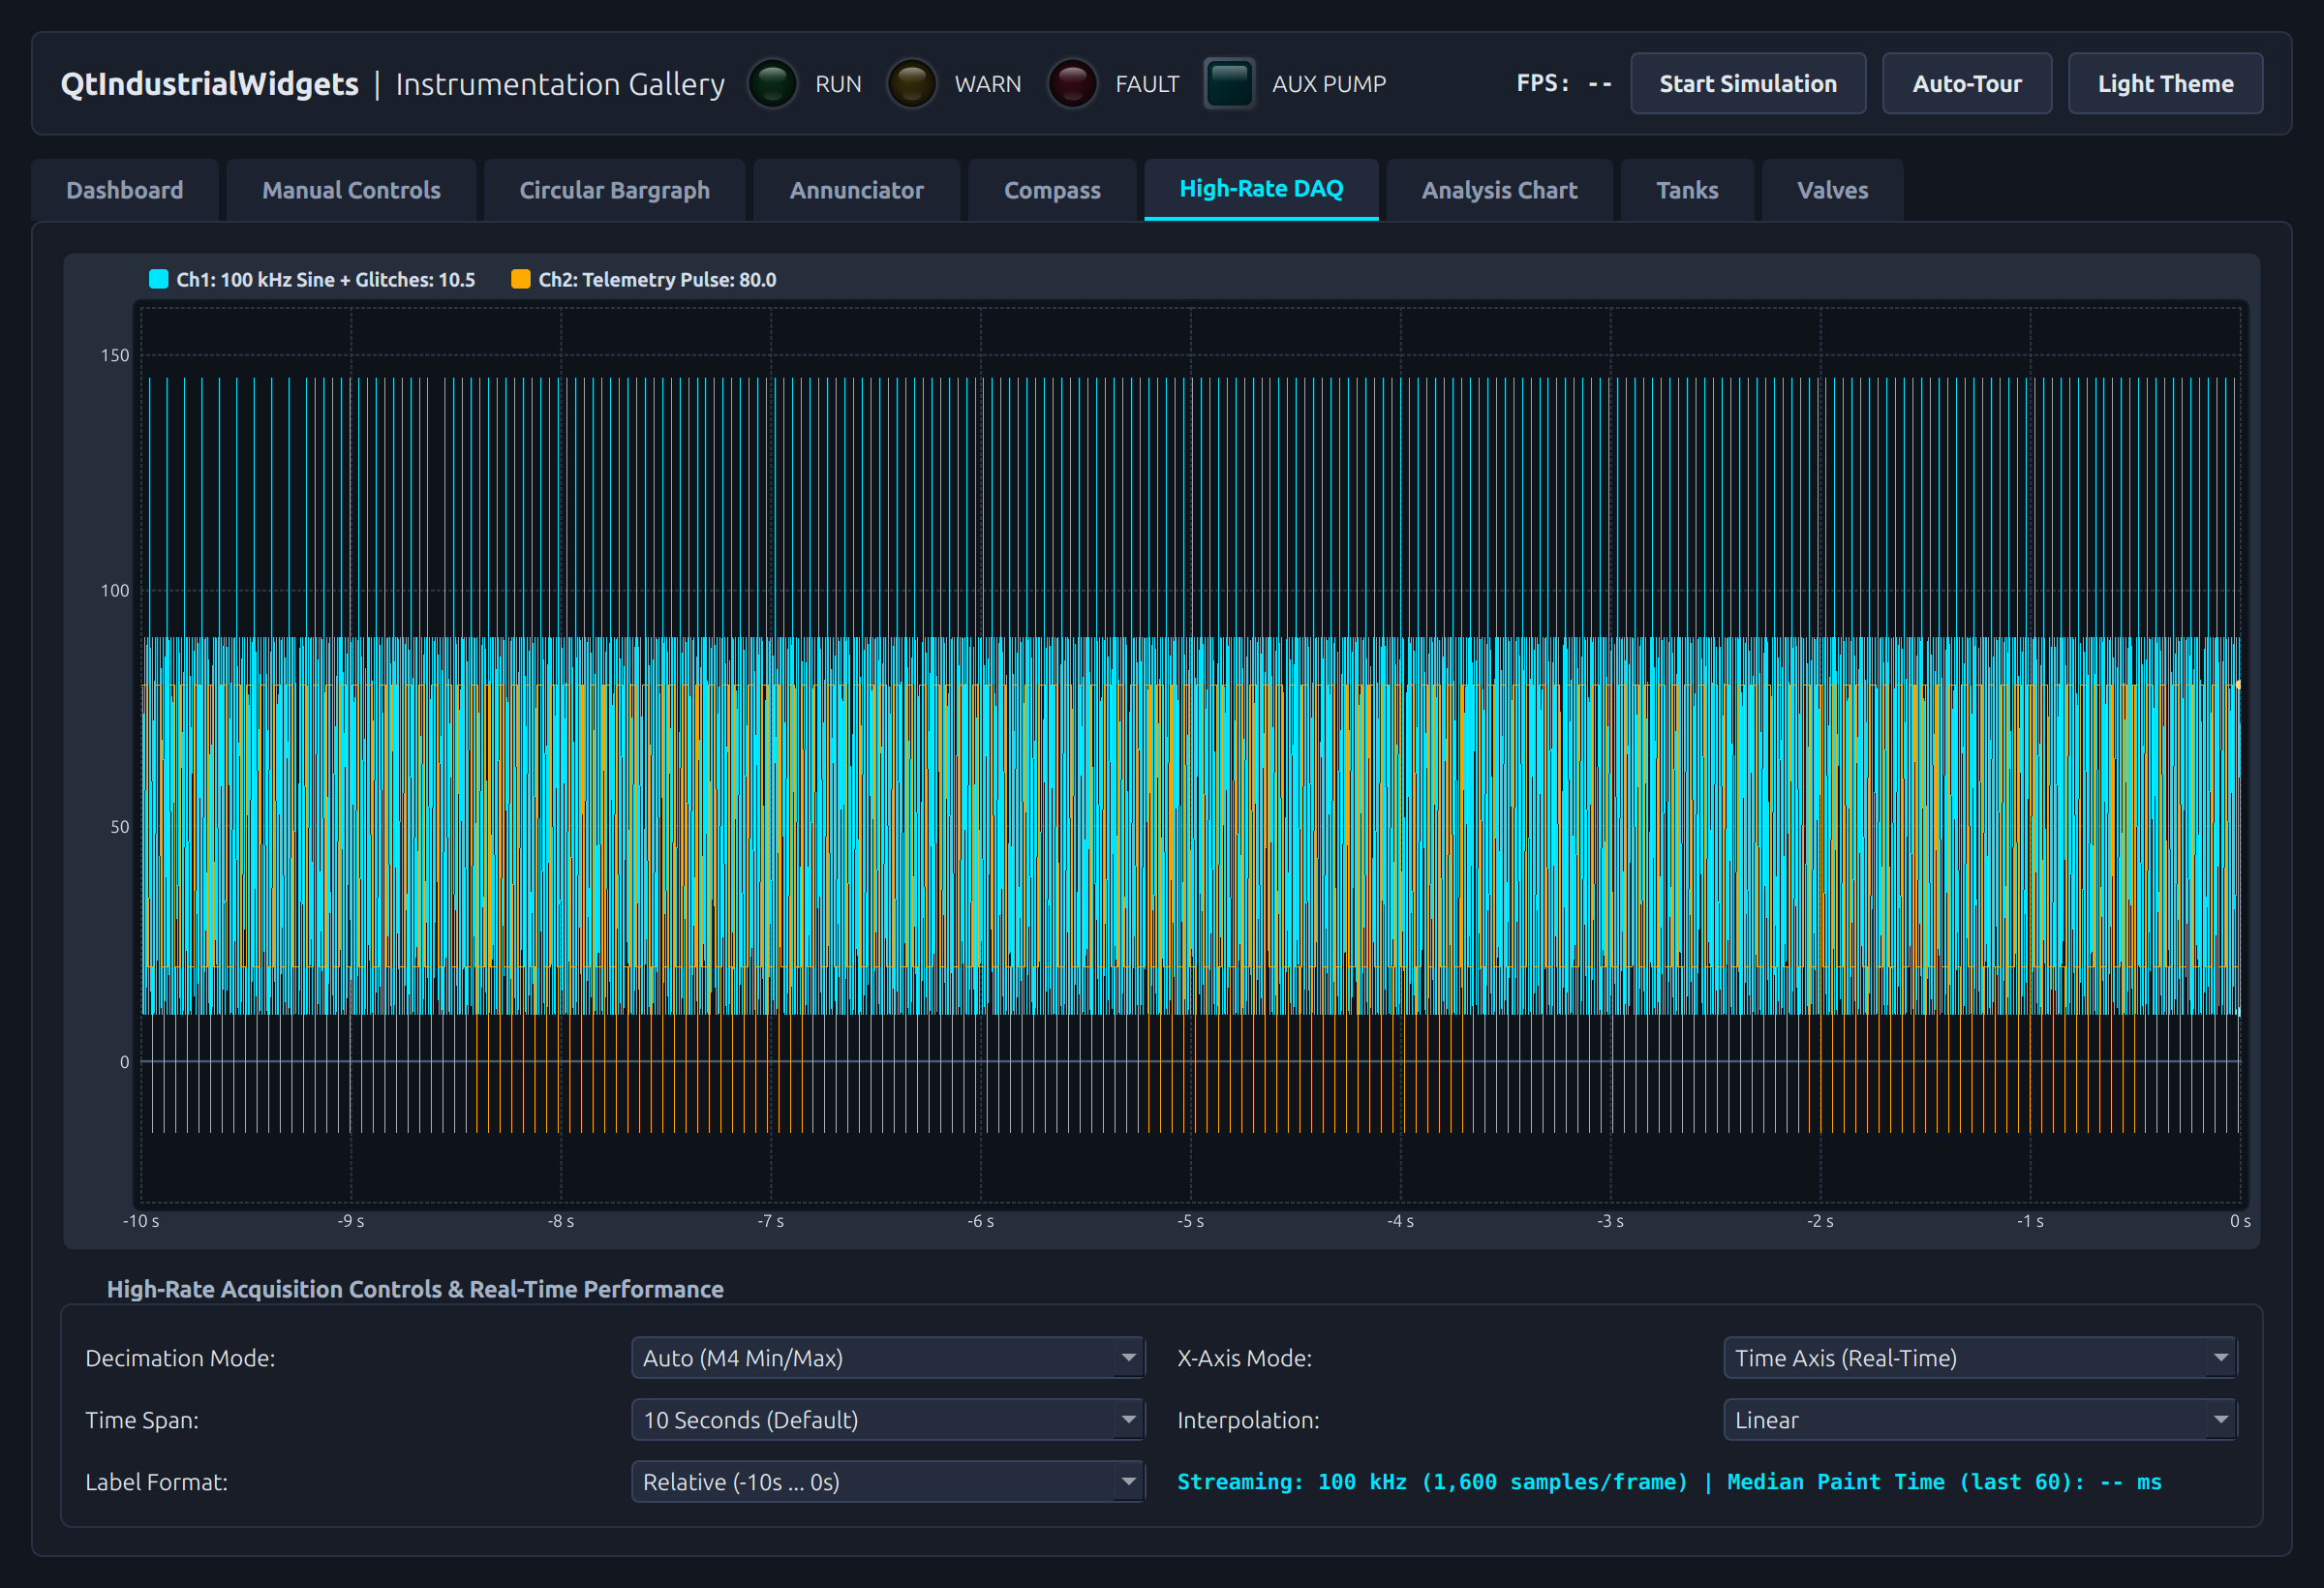 QtIndustrialWidgets | Instrumentation Gallery RUN WARN FAULT AUX PUMP FPS: -- Start Simulation Auto-Tour Light Theme
Dashboard Manual Controls Circular Bargraph Annunciator Compass High-Rate DAQ Analysis Chart Tanks Valves
Ch1: 100 kHz Sine + Glitches: 10.5 Ch2: Telemetry Pulse: 80.0
150
100
50
0
-10 s -9 s -8 s -7 s -6 s -5 s -4 s -3 s -2 s -1 s 0 s
High-Rate Acquisition Controls & Real-Time Performance
Decimation Mode: Auto (M4 Min/Max) X-Axis Mode: Time Axis (Real-Time)
Time Span: 10 Seconds (Default) Interpolation: Linear
Label Format: Relative (-10s ... 0s) Streaming: 100 kHz (1,600 samples/frame) | Median Paint Time (last 60): -- ms